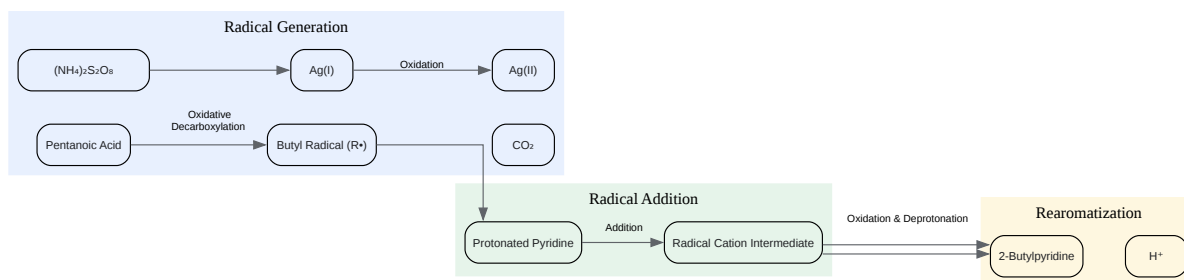 Radical Generation
(NH₄)₂S₂O₈
Ag(I)
Oxidation
Ag(II)
Oxidative
Decarboxylation
Pentanoic Acid
Butyl Radical (R•)
CO₂
Radical Addition
Protonated Pyridine
Addition
Radical Cation Intermediate
Oxidation & Deprotonation
Rearomatization
2-Butylpyridine
H⁺